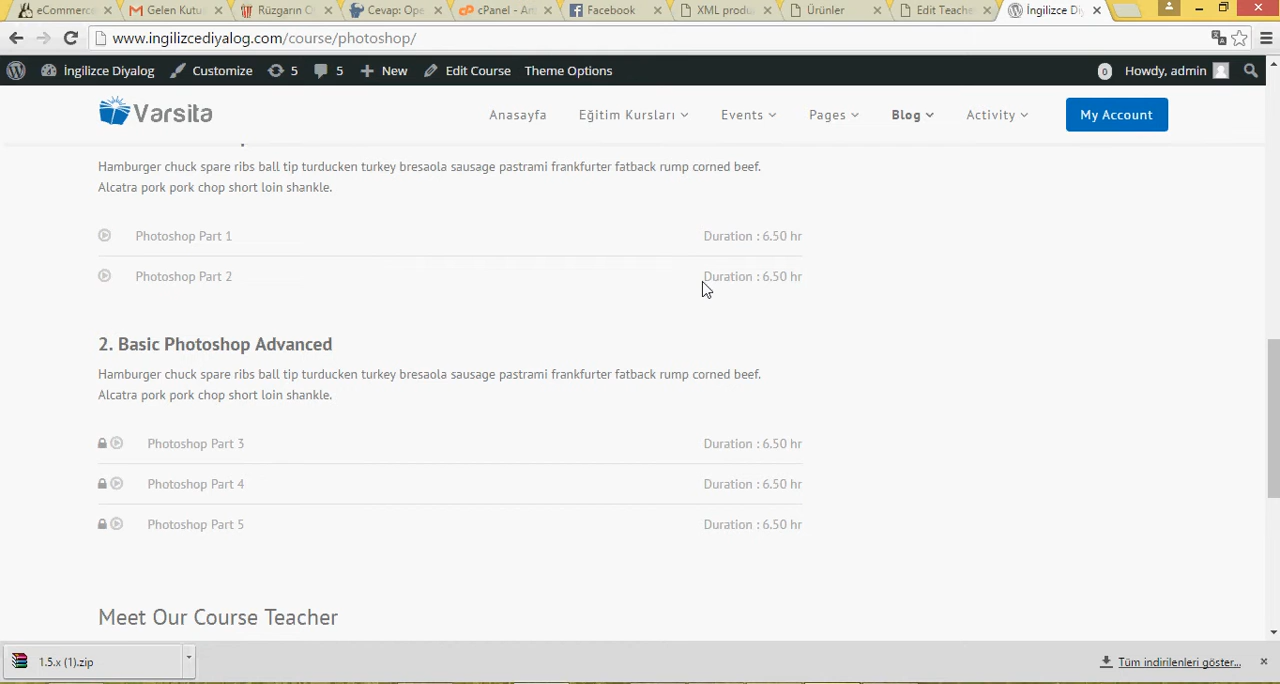 eCommerc
Gelen Kutu
Rüzgarın O
Cevap: Ope
cPanel - An
Facebook
XML produ
Ürünler
Edit Teache
İngilizce Diy
www.ingilizcediyalog.com/course/photoshop/
İngilizce Diyalog
Customize
5
5
New
Edit Course
Theme Options
0
Howdy, admin
Varsita
Anasayfa
Eğitim Kursları
Events
Pages
Blog
Activity
My Account
Hamburger chuck spare ribs ball tip turducken turkey bresaola sausage pastrami frankfurter fatback rump corned beef.
Alcatra pork pork chop short loin shankle.
Photoshop Part 1 Duration : 6.50 hr
Photoshop Part 2 Duration : 6.50 hr
2. Basic Photoshop Advanced
Hamburger chuck spare ribs ball tip turducken turkey bresaola sausage pastrami frankfurter fatback rump corned beef.
Alcatra pork pork chop short loin shankle.
Photoshop Part 3 Duration : 6.50 hr
Photoshop Part 4 Duration : 6.50 hr
Photoshop Part 5 Duration : 6.50 hr
Meet Our Course Teacher
1.5.x (1).zip
Tüm indirilenleri göster...